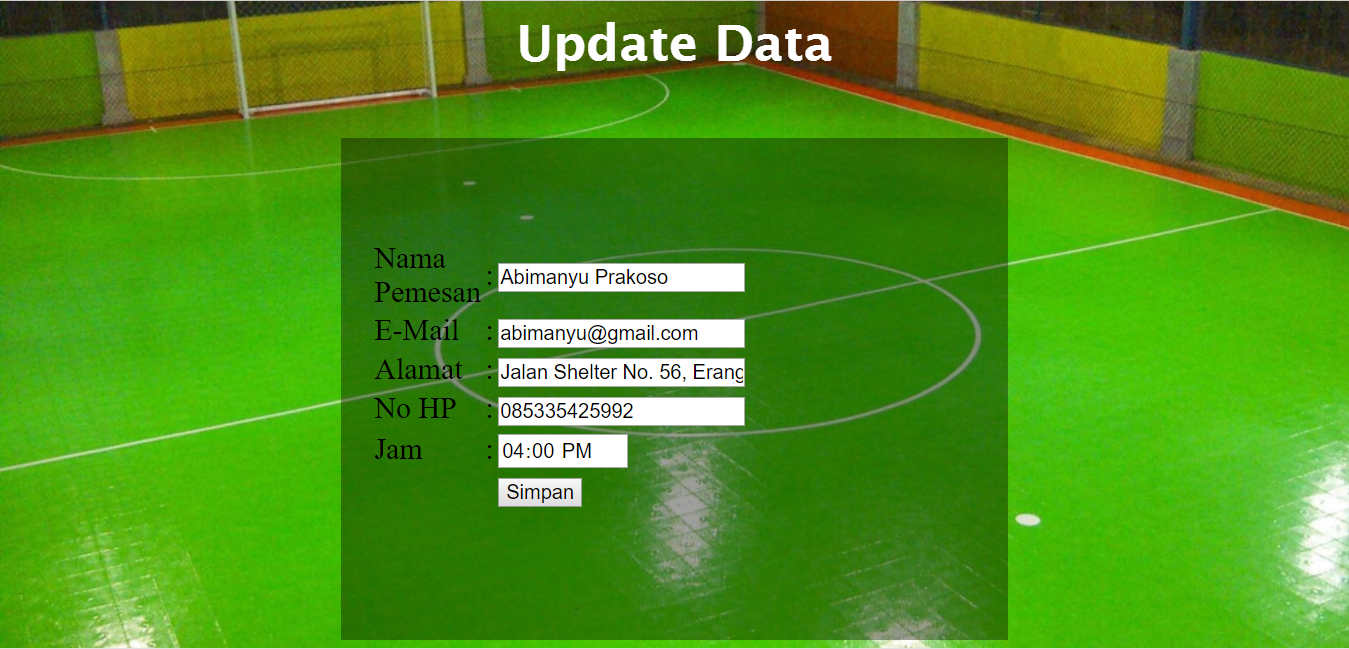 Update Data
Nama
Pemesan : Abimanyu Prakoso
E-Mail : abimanyu@gmail.com
Alamat : Jalan Shelter No. 56, Erang
No HP : 085335425992
Jam : 04:00 PM
Simpan